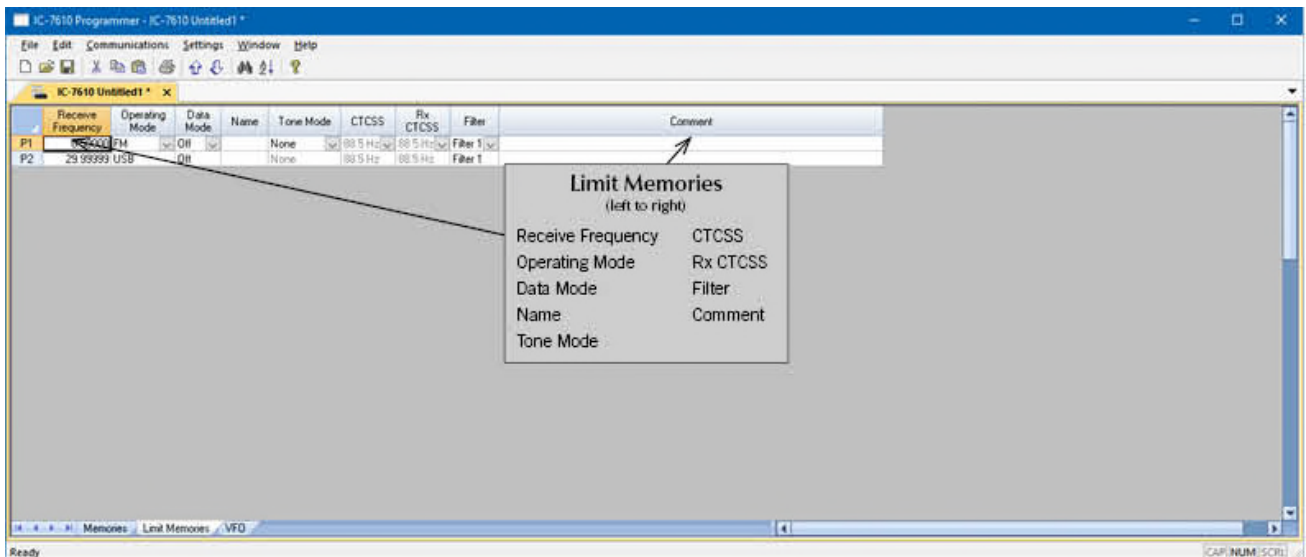 IC-7610 Programmer - IC-7610 Untitled1 *
File Edit Communications Settings Window Help
IC-7610 Untitled1 * x
Receive Frequency Operating Mode Data Mode Name Tone Mode CTCSS Rx CTCSS Filter Comment
P1 FM Off None 88.5 Hz 88.5 Hz Filter 1
P2 29.99999 USB Off None 88.5 Hz 88.5 Hz Filter 1
Limit Memories
(left to right)
Receive Frequency CTCSS
Operating Mode Rx CTCSS
Data Mode Filter
Name Comment
Tone Mode
Memories Limit Memories VFO
Ready CAP NUM SCRL